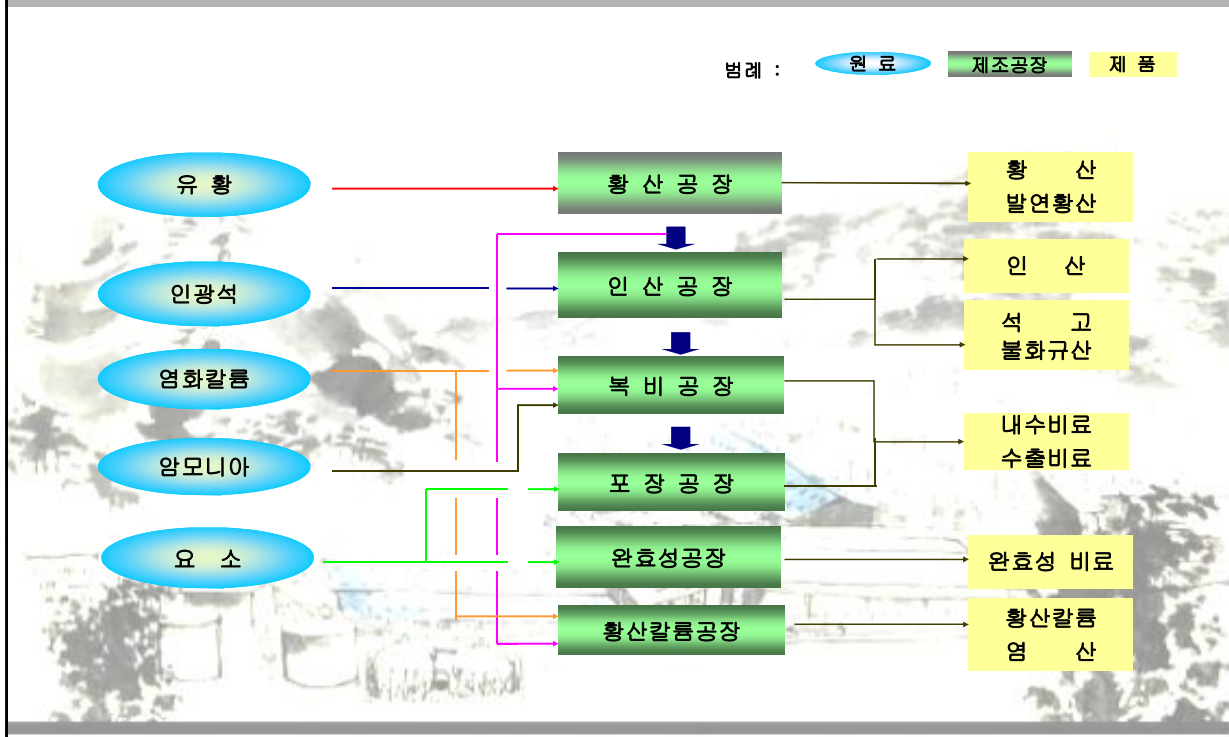 범례 : 원 료 제조공장 제 품
유 황 황 산 공 장 황 산
발연황산
인광석 인 산 공 장 인 산
석 고
불화규산
염화칼륨 복 비 공 장 내수비료
수출비료
암모니아 포 장 공 장
요 소 완효성공장 완효성 비료
황산칼륨공장 황산칼륨
염 산